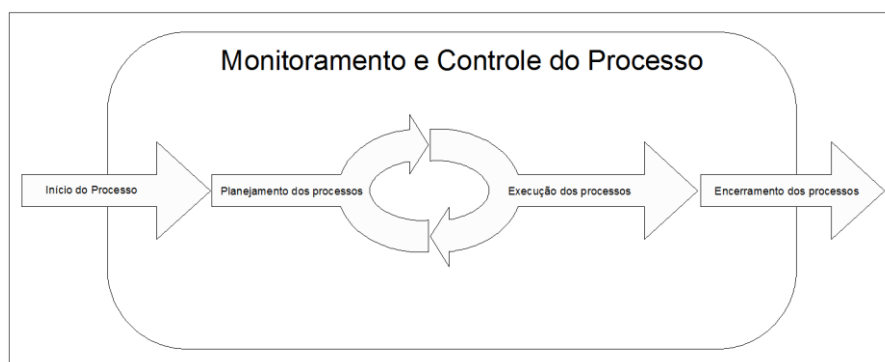 Monitoramento e Controle do Processo
Início do Processo
Planejamento dos processos
Execução dos processos
Encerramento dos processos